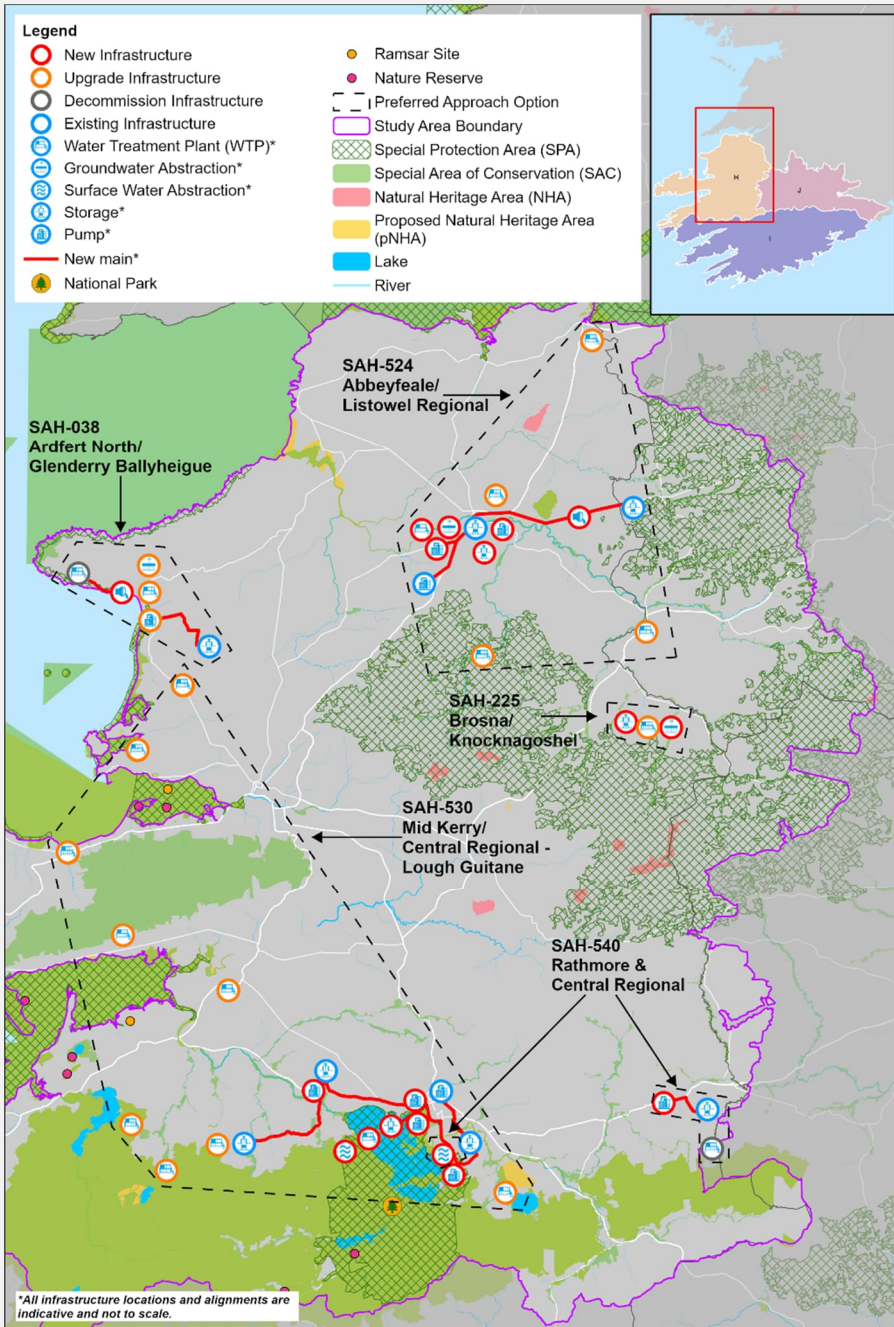 Legend
New Infrastructure
Upgrade Infrastructure
Decommission Infrastructure
Existing Infrastructure
Water Treatment Plant (WTP)*
Groundwater Abstraction*
Surface Water Abstraction*
Storage*
Pump*
New main*
National Park
Ramsar Site
Nature Reserve
Preferred Approach Option
Study Area Boundary
Special Protection Area (SPA)
Special Area of Conservation (SAC)
Natural Heritage Area (NHA)
Proposed Natural Heritage Area
(pNHA)
Lake
River
H
J
I
SAH-524
Abbeyfeale/
Listowel Regional
SAH-038
Ardfert North/
Glenderry Ballyheigue
SAH-225
Brosna/
Knocknagoshel
SAH-530
Mid Kerry/
Central Regional -
Lough Guitane
SAH-540
Rathmore &
Central Regional
*All infrastructure locations and alignments are
indicative and not to scale.